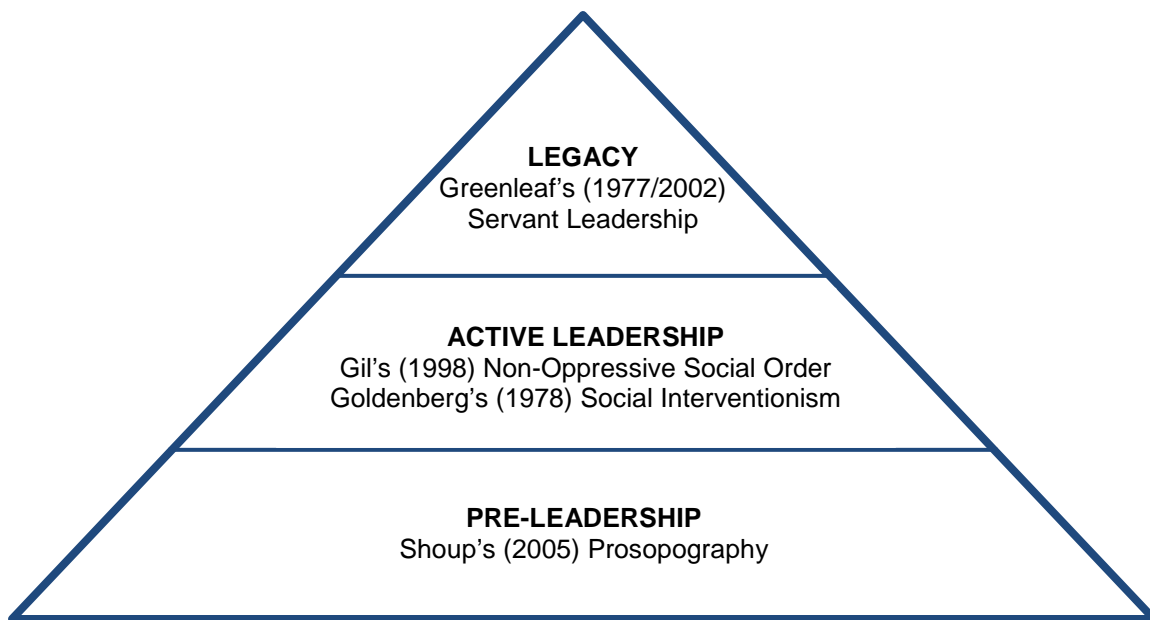 LEGACY
Greenleaf’s (1977/2002)
Servant Leadership
ACTIVE LEADERSHIP
Gil’s (1998) Non-Oppressive Social Order
Goldenberg’s (1978) Social Interventionism
PRE-LEADERSHIP
Shoup’s (2005) Prosopography